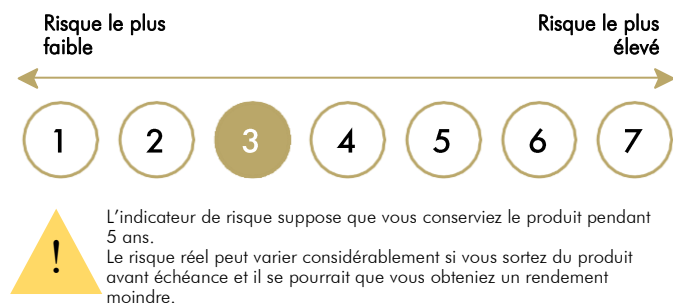 Risque le plus
faible
Risque le plus
élevé
1 2 3 4 5 6 7
!
L'indicateur de risque suppose que vous conserviez le produit pendant
5 ans.
Le risque réel peut varier considérablement si vous sortez du produit
avant échéance et il se pourrait que vous obteniez un rendement
moindre.